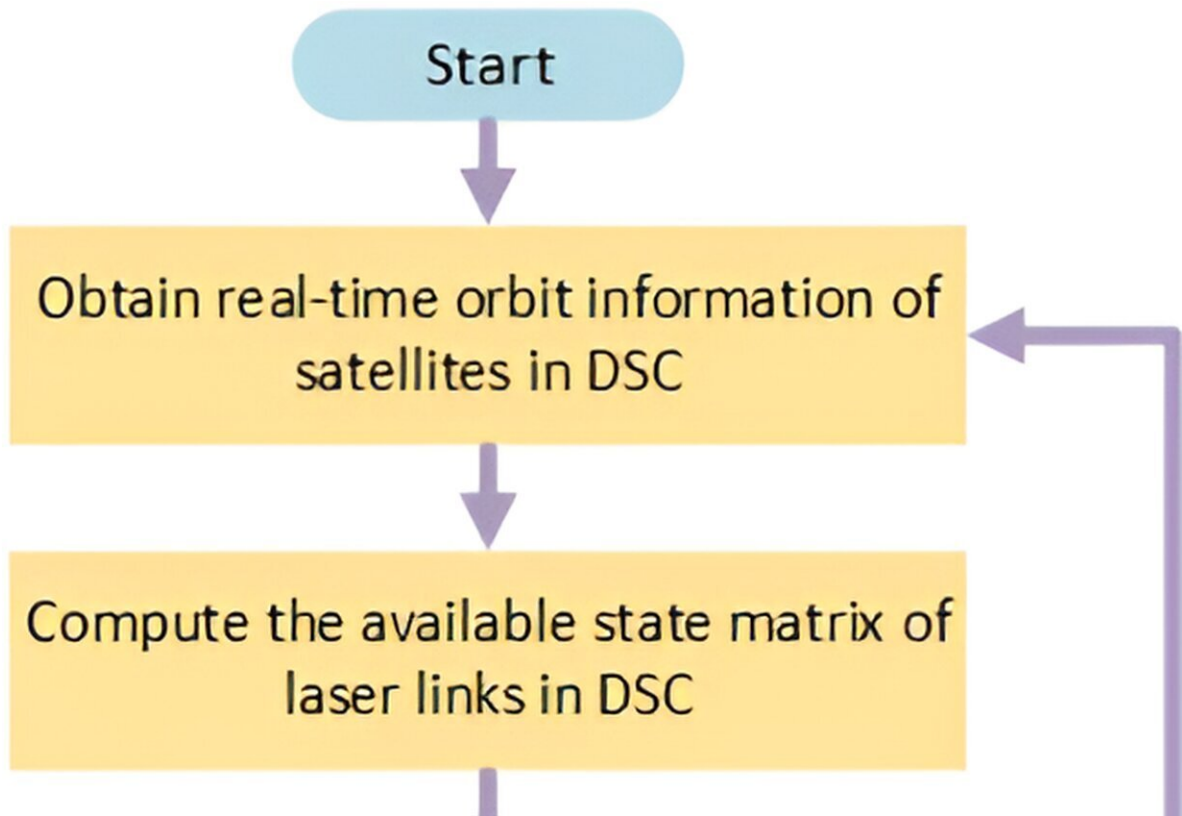 Start
Obtain real-time orbit information of
satellites in DSC
Compute the available state matrix of
laser links in DSC